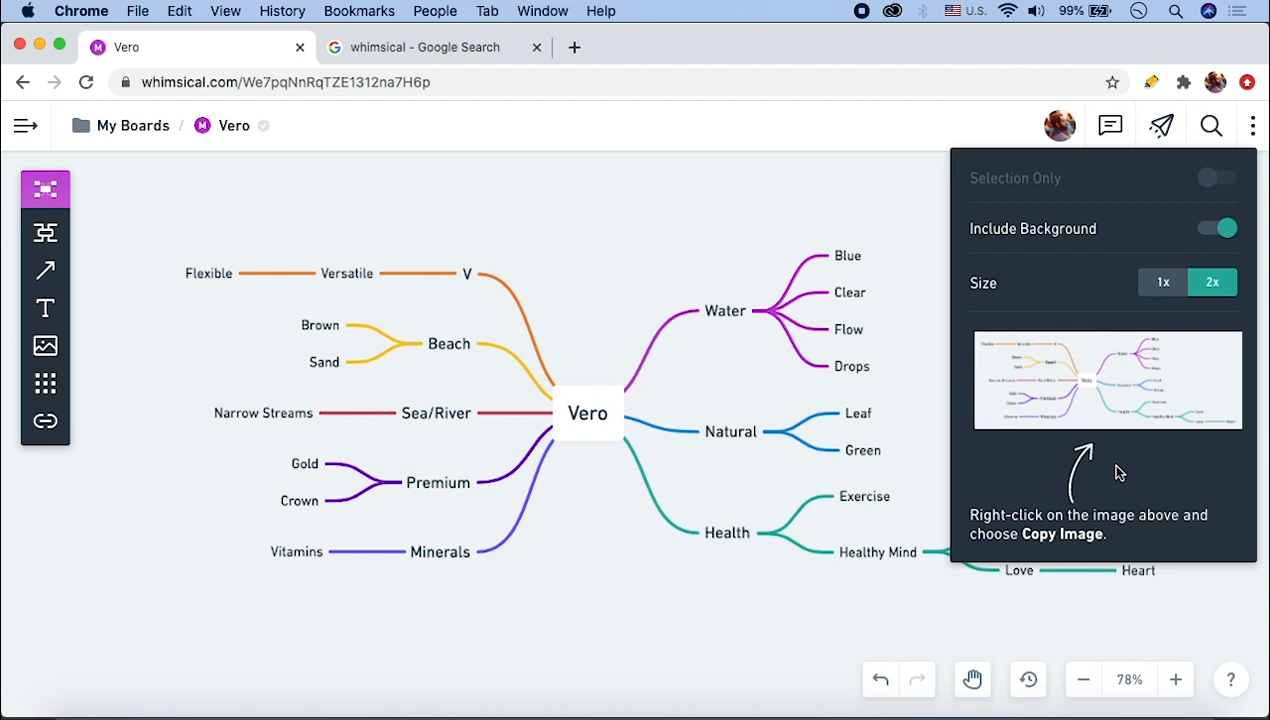 Chrome File Edit View History Bookmarks People Tab Window Help U.S. 99%
Vero whimsical - Google Search
whimsical.com/We7pqNnRqTZE1312na7H6p
My Boards / Vero
Selection Only
Include Background
Size 1x 2x
Right-click on the image above and
choose Copy Image.
Flexible Versatile V
Brown
Sand
Beach
Narrow Streams Sea/River
Gold
Crown
Premium
Vitamins Minerals
Vero
Water
Blue
Clear
Flow
Drops
Natural
Leaf
Green
Health
Exercise
Healthy Mind
Love Heart
78% ?